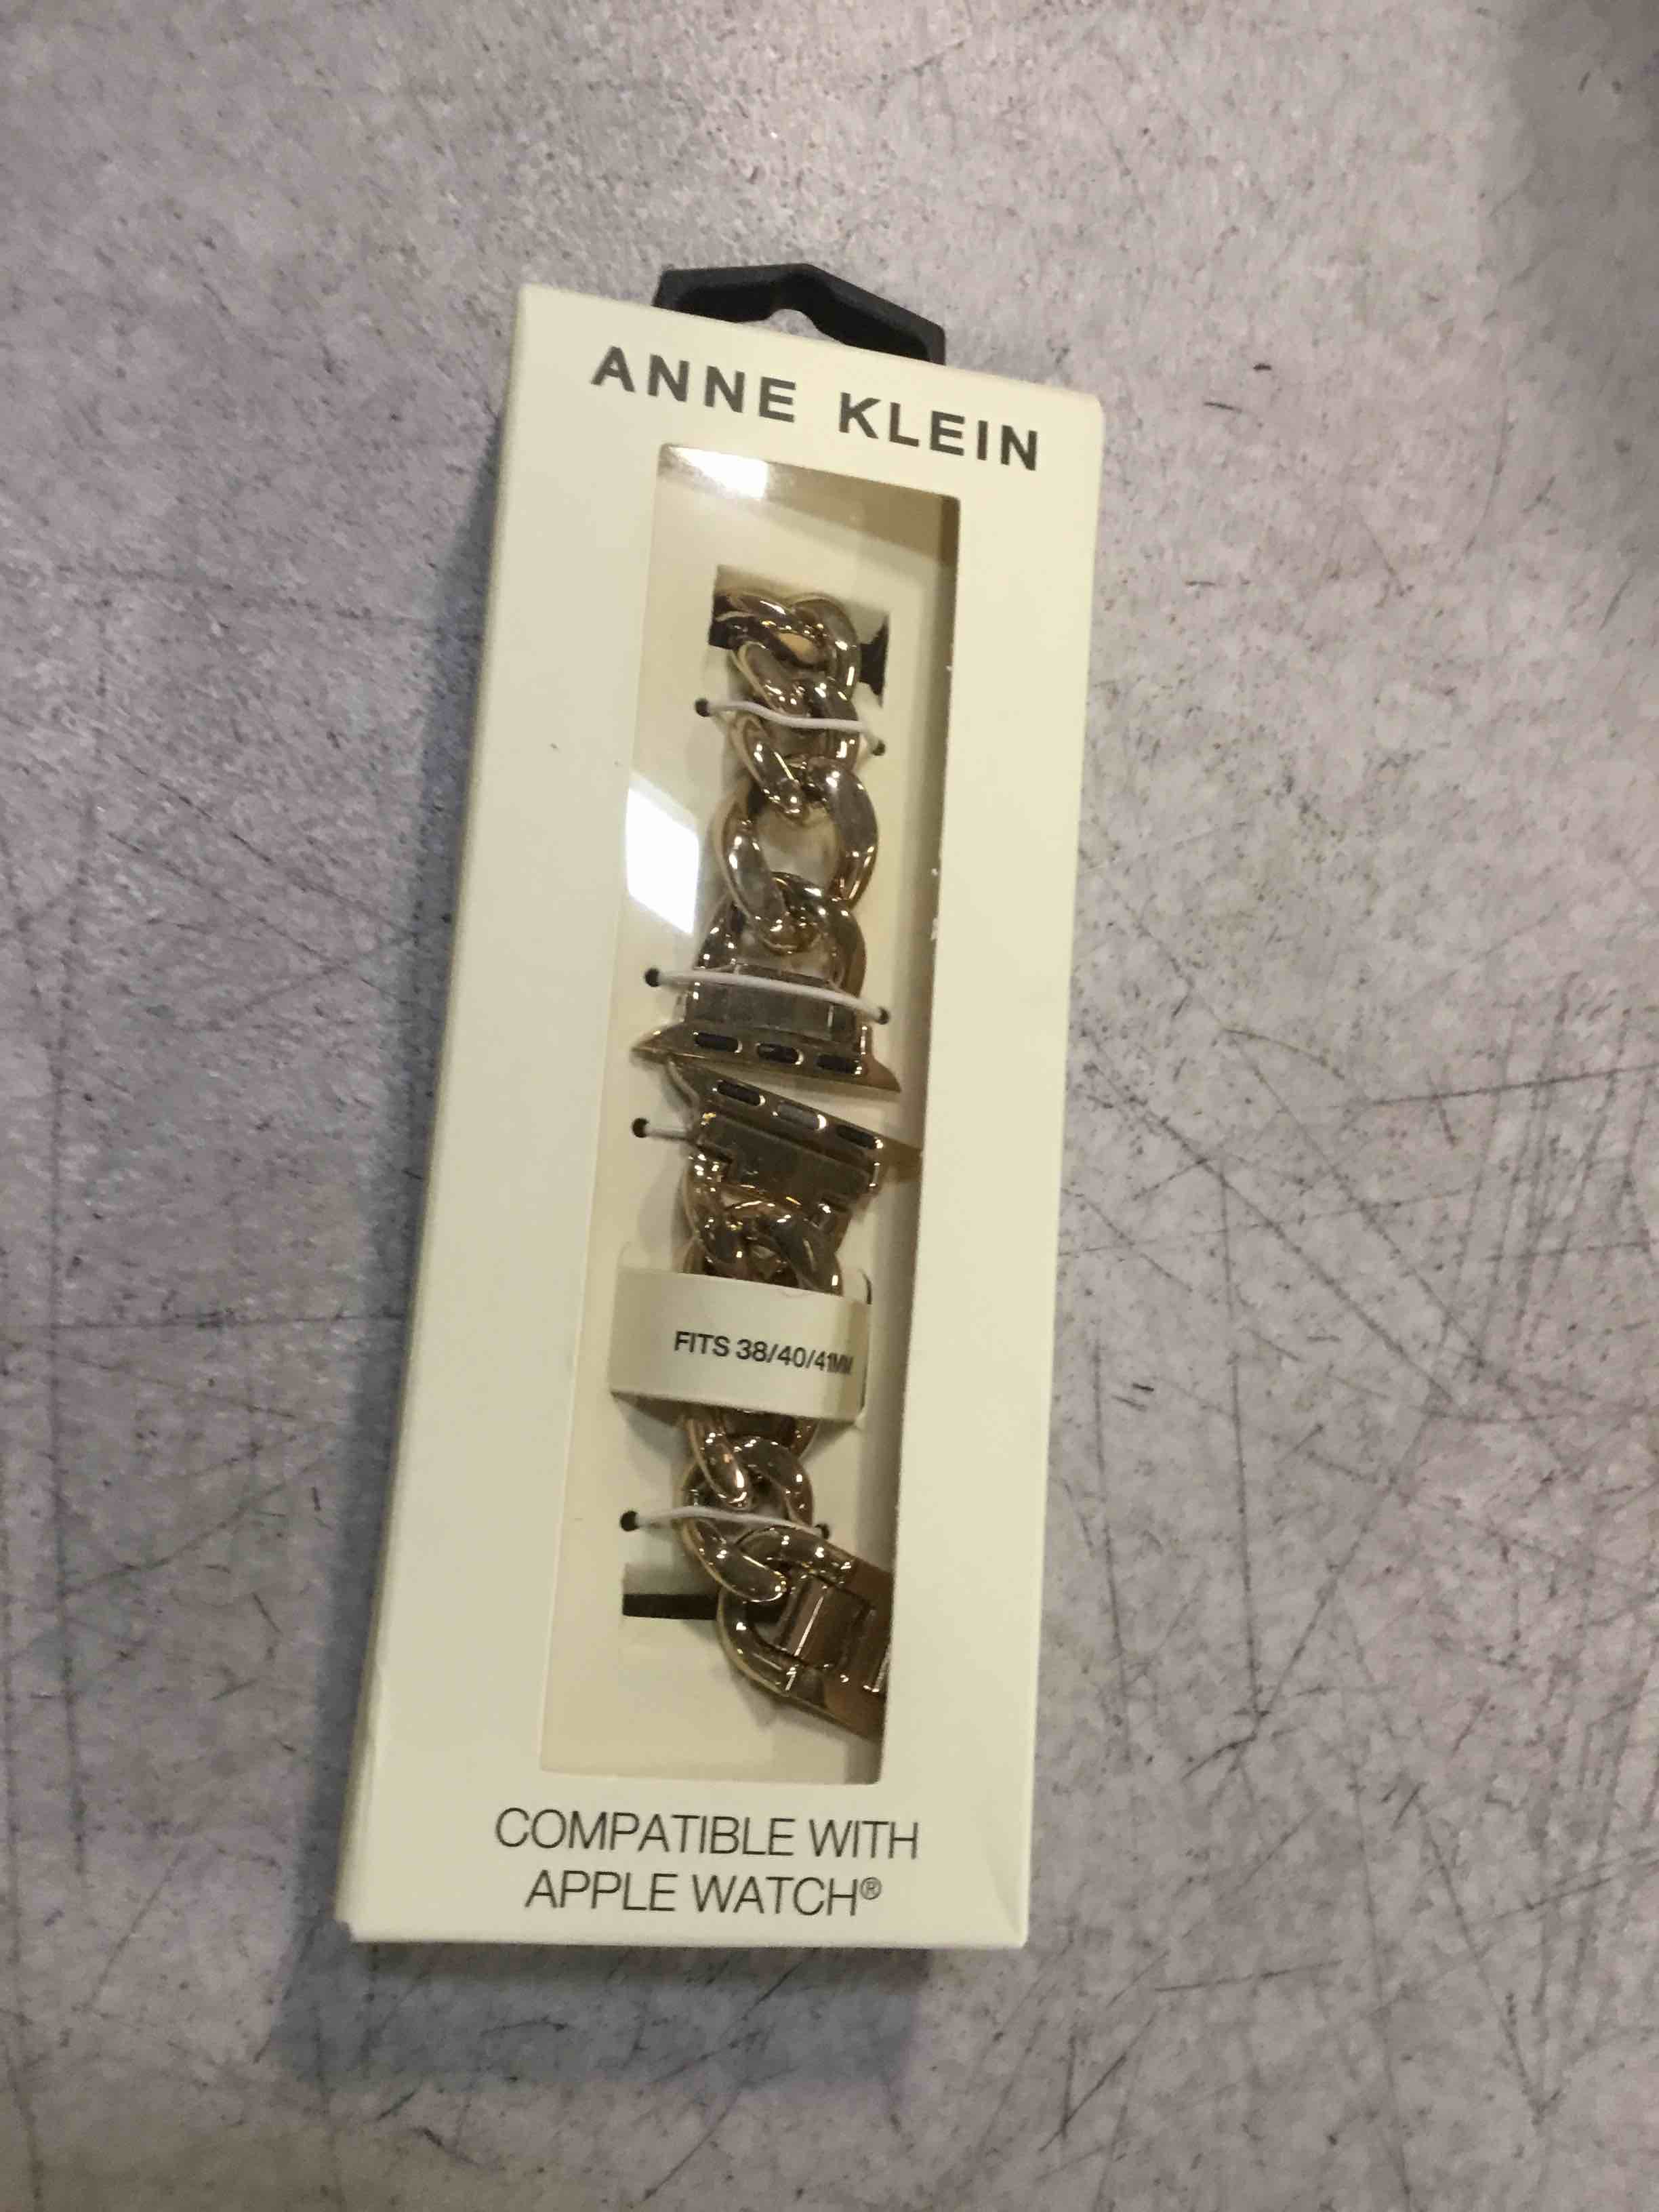 ANNE KLEIN
FITS 38/40/41MM
COMPATIBLE WITH
APPLE WATCH®